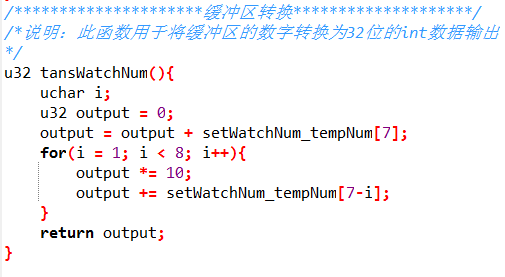 /*********************缓冲区转换********************/
/*说明: 此函数用于将缓冲区的数字转换为32位的int数据输出
*/
u32 tansWatchNum(){
    uchar i;
    u32 output = 0;
    output = output + setWatchNum_tempNum[7];
    for(i = 1; i < 8; i++){
        output *= 10;
        output += setWatchNum_tempNum[7-i];
    }
    return output;
}